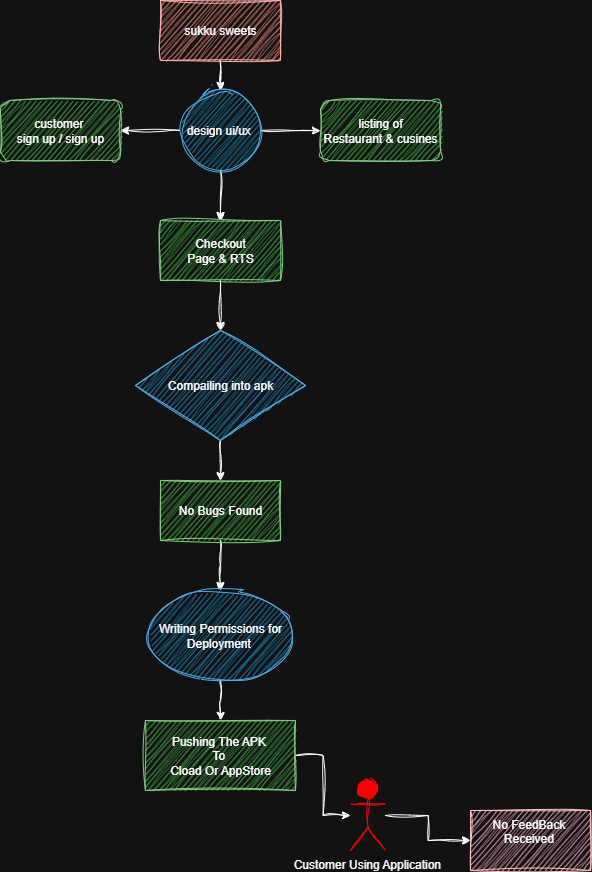 sukku sweets
customer
sign up / sign up
design ui/ux
listing of
Restaurant & cusines
Checkout
Page & RTS
Compailing into apk
No Bugs Found
Writing Permissions for
Deployment
Pushing The APK
To
Cload Or AppStore
Customer Using Application
No FeedBack
Received